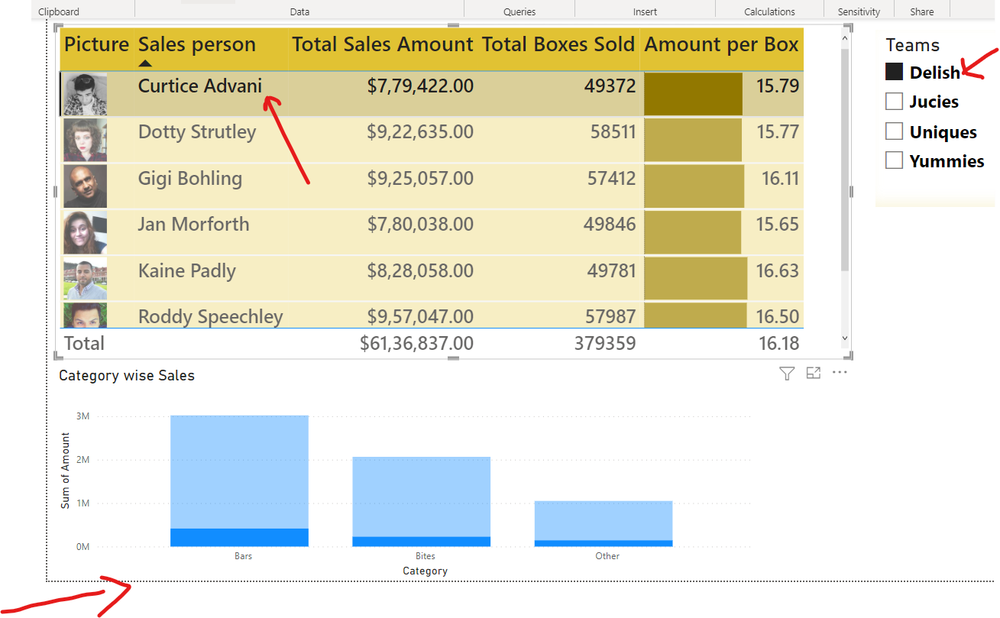 Clipboard Data Queries Insert Calculations Sensitivity Share
Picture Sales person Total Sales Amount Total Boxes Sold Amount per Box
Curtice Advani $7,79,422.00 49372 15.79
Dotty Strutley $9,22,635.00 58511 15.77
Gigi Bohling $9,25,057.00 57412 16.11
Jan Morforth $7,80,038.00 49846 15.65
Kaine Padly $8,28,058.00 49781 16.63
Roddy Speechley $9,57,047.00 57987 16.50
Total $61,36,837.00 379359 16.18
Teams
Delish
Jucies
Uniques
Yummies
Category wise Sales
Sum of Amount
3M
2M
1M
0M
Bars Bites Other
Category